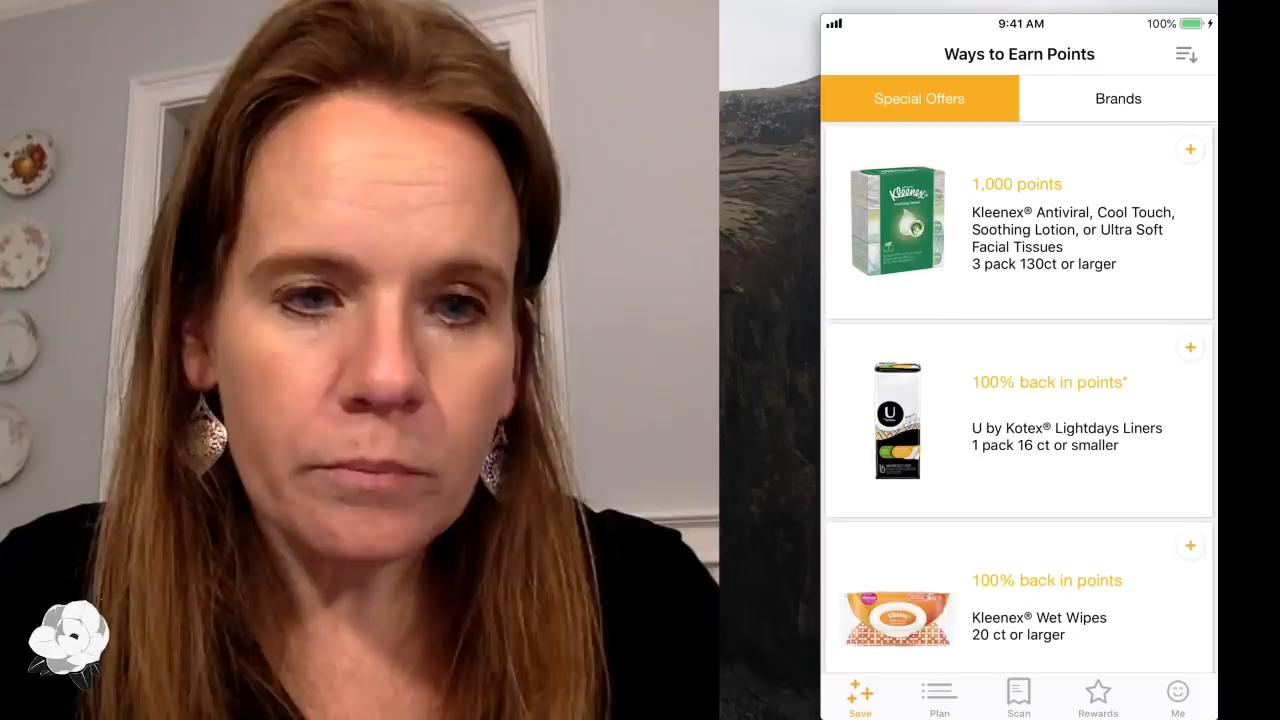 9:41 AM
100%
Ways to Earn Points
Special Offers
Brands
1,000 points
Kleenex® Antiviral, Cool Touch,
Soothing Lotion, or Ultra Soft
Facial Tissues
3 pack 130ct or larger
Kleenex
100% back in points*
U by Kotex® Lightdays Liners
1 pack 16 ct or smaller
U
16
100% back in points
Kleenex® Wet Wipes
20 ct or larger
Kleenex
Save
Plan
Scan
Rewards
Me